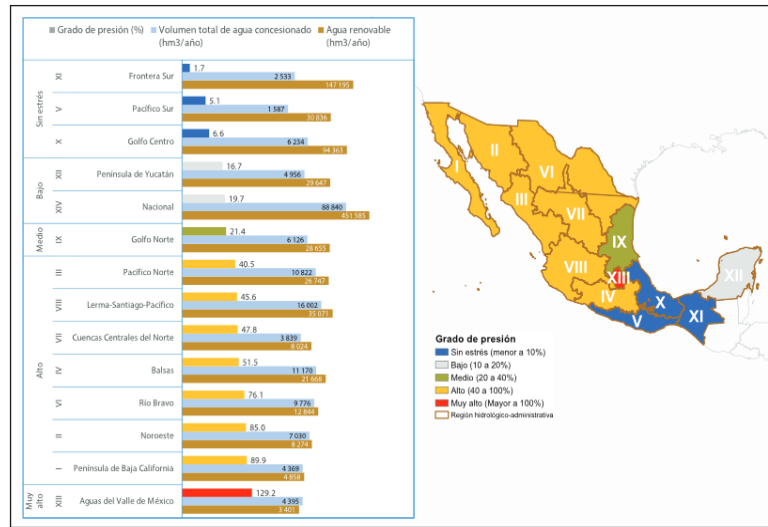 Grado de presión (%) Volumen total de agua concesionado Agua renovable
(hm3/año) (hm3/año)
Sin estrés
XI Frontera Sur 1.7
2 533
147 195
V Pacífico Sur 5.1
1 587
30 836
X Golfo Centro 6.6
6 234
94 363
Bajo
XII Península de Yucatán 16.7
4 956
29 647
XIV Nacional 19.7
88 840
451 585
Medio
IX Golfo Norte 21.4
6 126
28 655
Alto
III Pacífico Norte 40.5
10 822
26 747
VIII Lerma-Santiago-Pacífico 45.6
16 002
35 071
VII Cuencas Centrales del Norte 47.8
3 839
8 024
IV Balsas 51.5
11 170
21 668
VI Río Bravo 76.1
9 776
12 844
II Noroeste 85.0
7 030
8 274
I Península de Baja California 89.9
4 369
4 858
Muy
alto
XIII Aguas del Valle de México 129.2
4 395
3 401
I
II
VI
III
VII
IX
VIII
XIII
XII
IV
X
V
XI
Grado de presión
Sin estrés (menor a 10%)
Bajo (10 a 20%)
Medio (20 a 40%)
Alto (40 a 100%)
Muy alto (Mayor a 100%)
Región hidrológico-administrativa